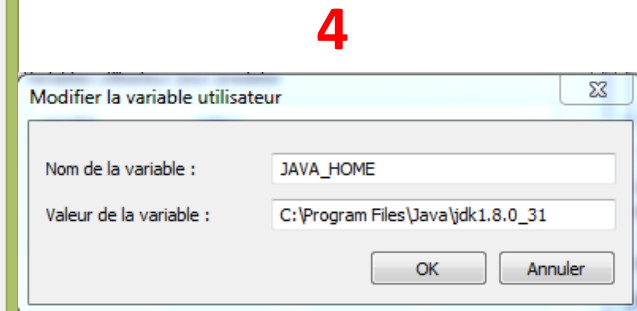 4
Modifier la variable utilisateur
Nom de la variable :
JAVA_HOME
Valeur de la variable :
C:\Program Files\Java\jdk1.8.0_31
OK
Annuler